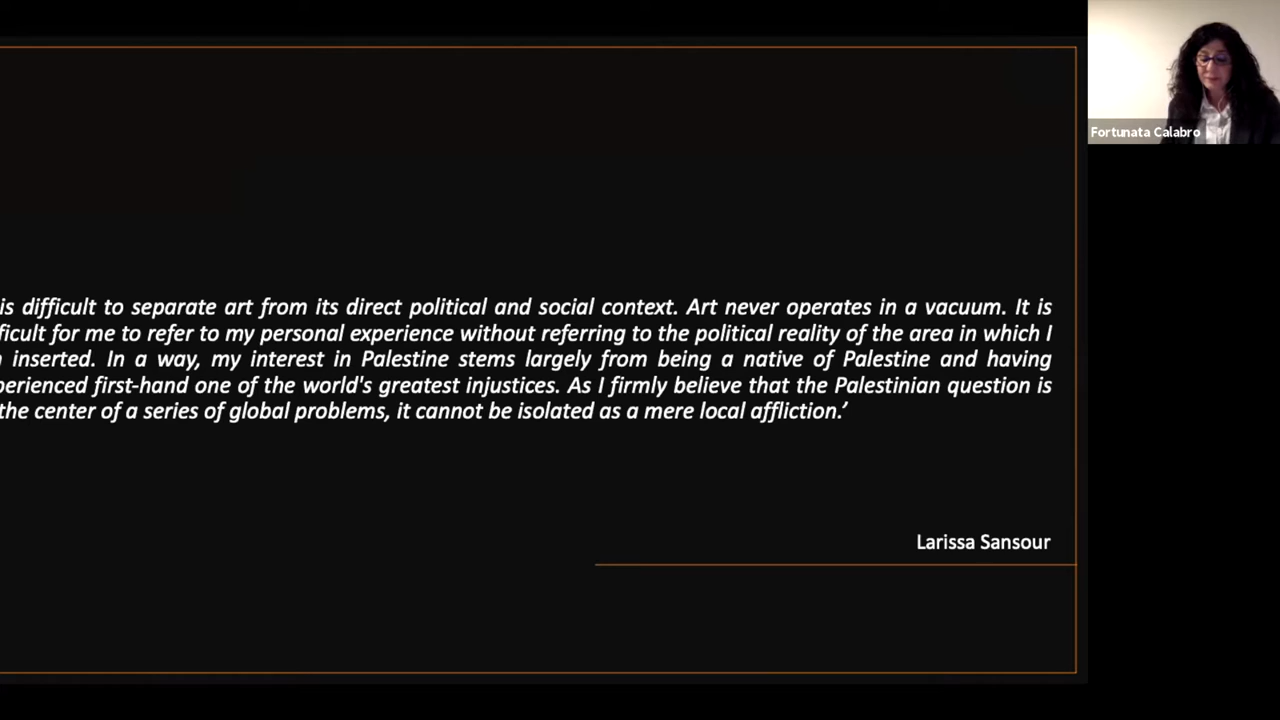 is difficult to separate art from its direct political and social context. Art never operates in a vacuum. It is
ficult for me to refer to my personal experience without referring to the political reality of the area in which I
inserted. In a way, my interest in Palestine stems largely from being a native of Palestine and having
perienced first-hand one of the world's greatest injustices. As I firmly believe that the Palestinian question is
the center of a series of global problems, it cannot be isolated as a mere local affliction.’
Larissa Sansour
Fortunata Calabro